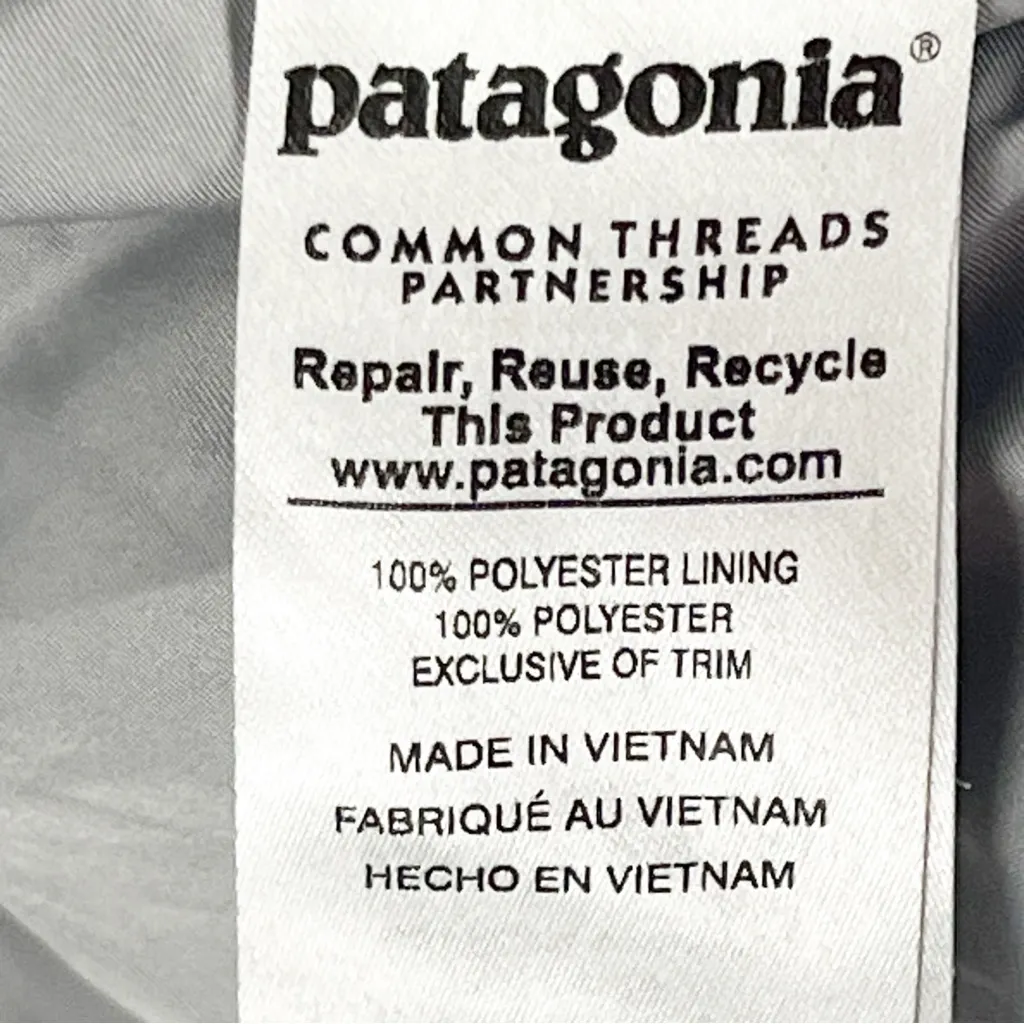 patagonia®
COMMON THREADS
PARTNERSHIP
Repair, Reuse, Recycle
This Product
www.patagonia.com
100% POLYESTER LINING
100% POLYESTER
EXCLUSIVE OF TRIM
MADE IN VIETNAM
FABRIQUÉ AU VIETNAM
HECHO EN VIETNAM